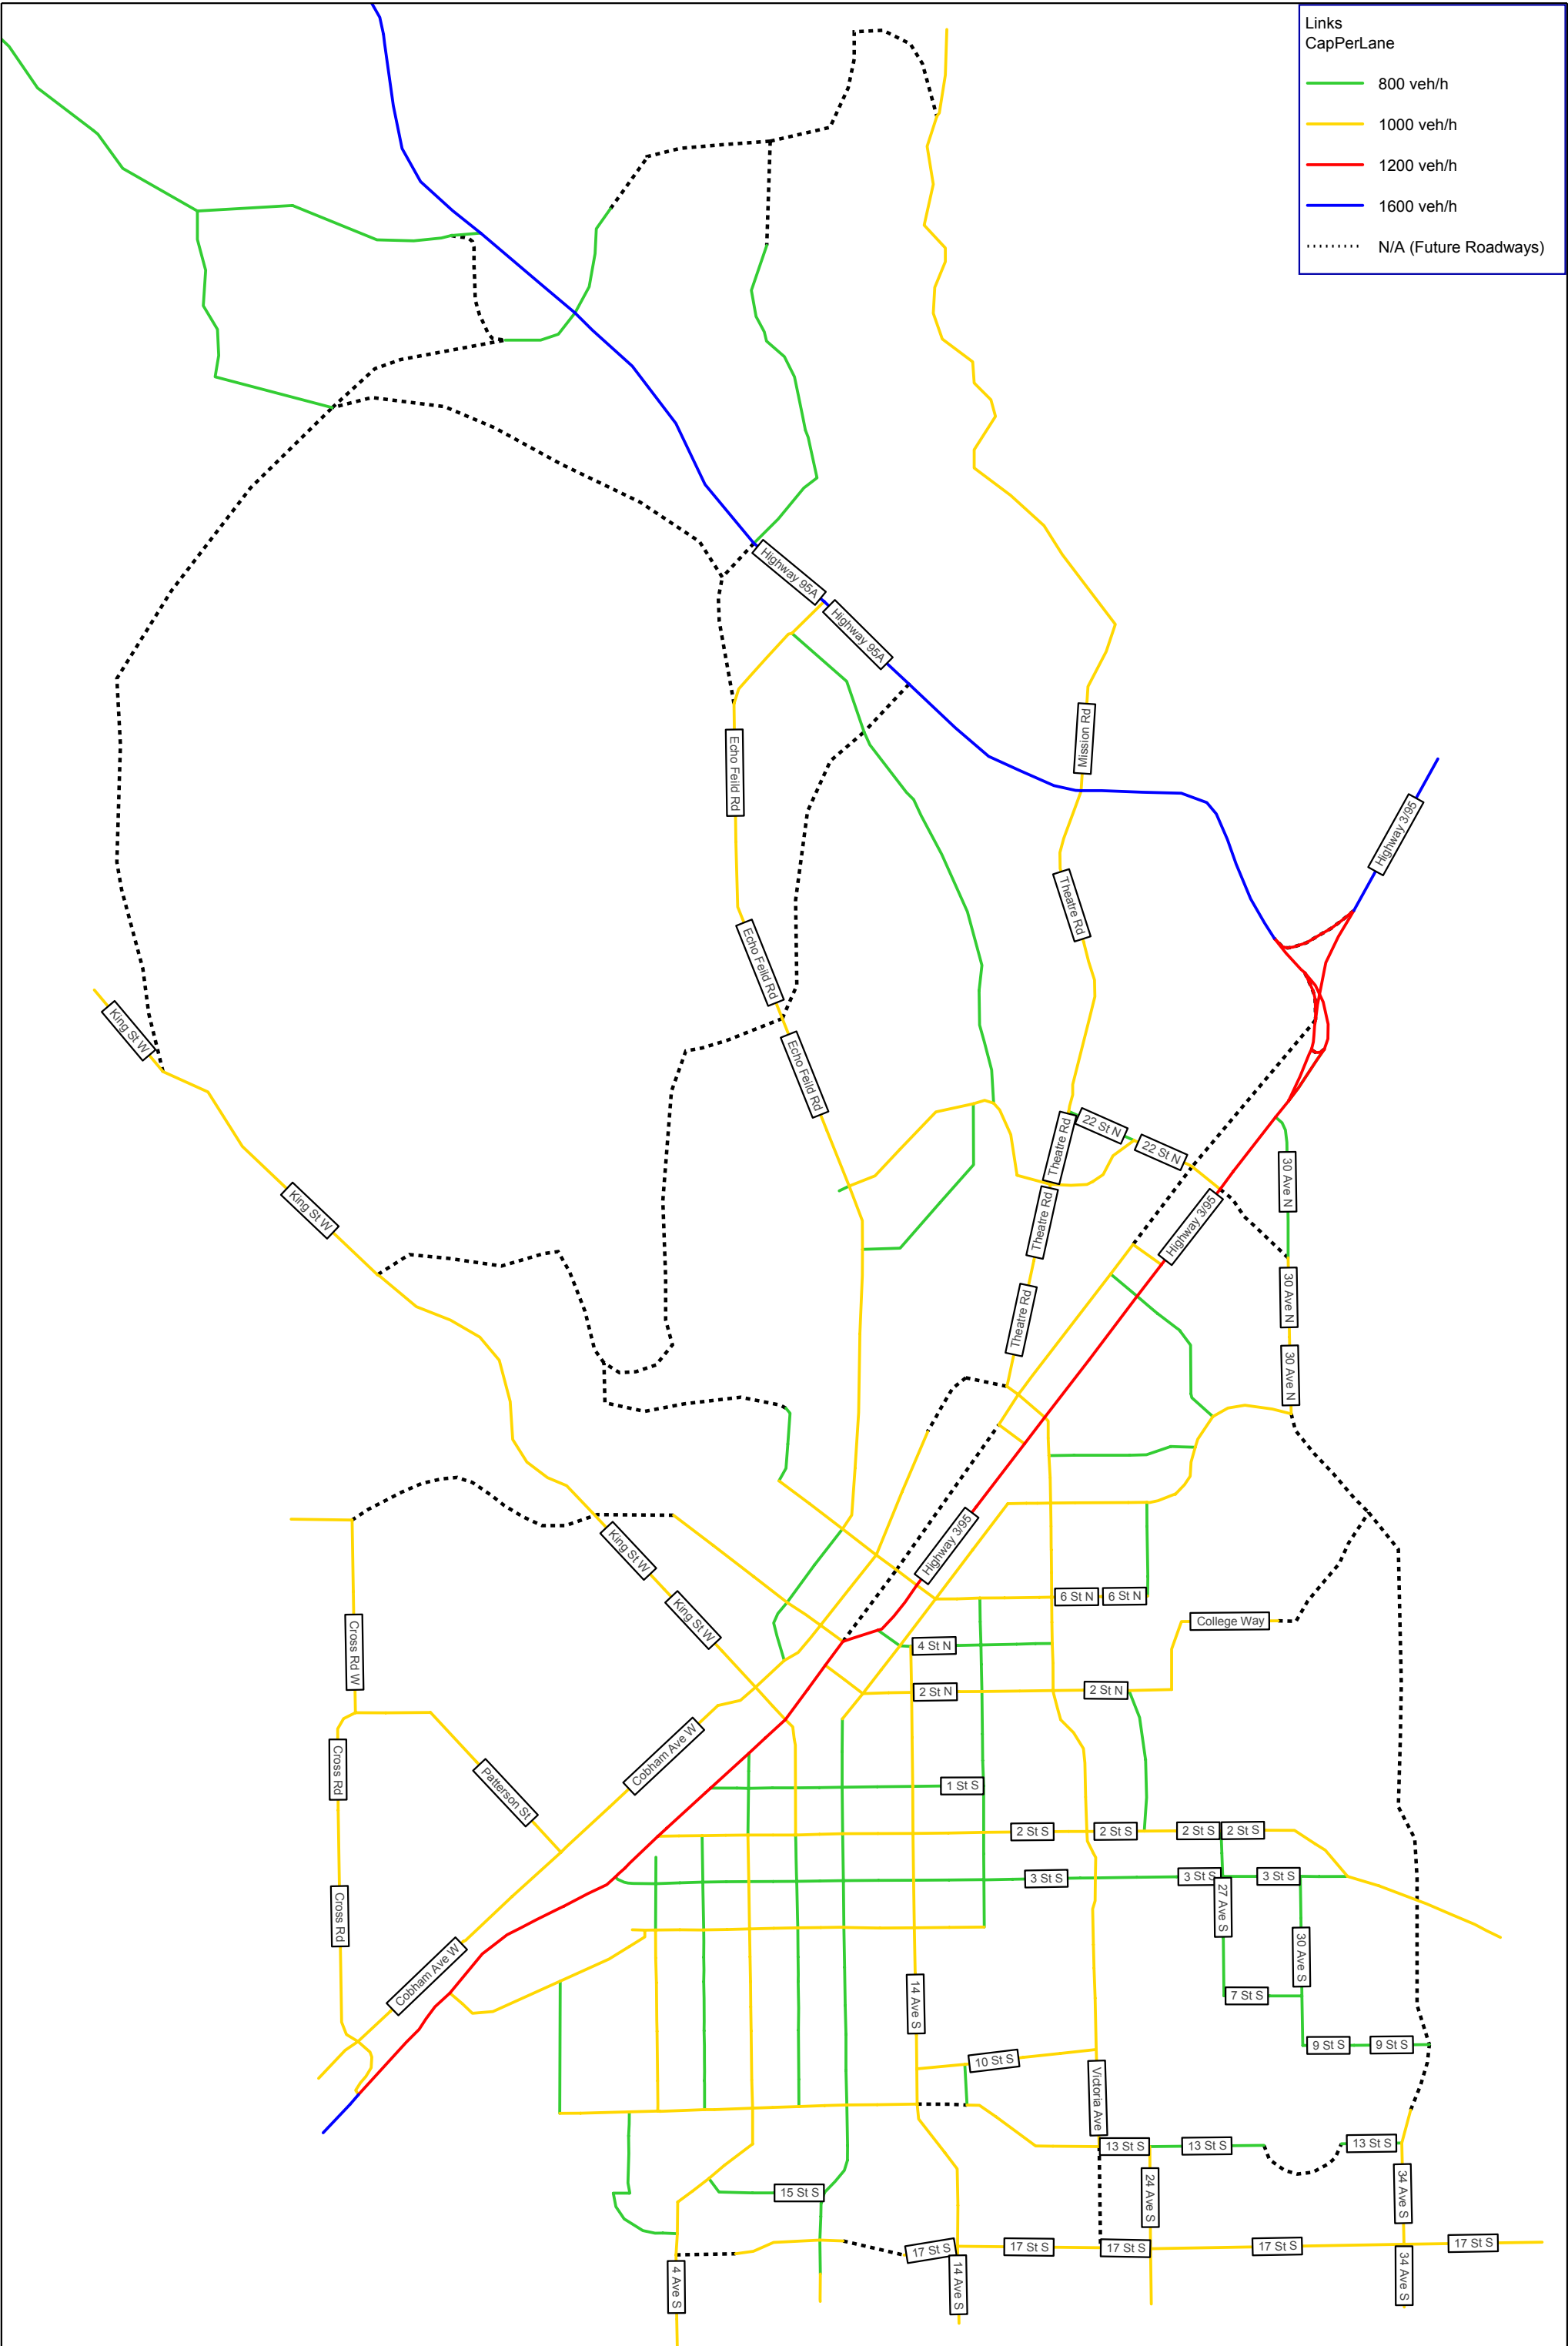 Links
CapPerLane
800 veh/h
1000 veh/h
1200 veh/h
1600 veh/h
N/A (Future Roadways)
Highway 95A
Highway 95A
Mission Rd
Echo Feild Rd
Highway 3/95
Theatre Rd
Echo Feild Rd
King St W
Echo Feild Rd
22 St N
Theatre Rd
22 St N
30 Ave N
King St W
Theatre Rd
Highway 3/95
30 Ave N
Theatre Rd
30 Ave N
King St W
Highway 3/95
6 St N
6 St N
King St W
College Way
Cross Rd W
4 St N
2 St N
2 St N
Cobham Ave W
Cross Rd
Patterson St
1 St S
2 St S
2 St S
2 St S
2 St S
3 St S
3 St S
3 St S
27 Ave S
Cross Rd
30 Ave S
Cobham Ave W
14 Ave S
7 St S
9 St S
9 St S
10 St S
Victoria Ave
13 St S
13 St S
13 St S
24 Ave S
34 Ave S
15 St S
17 St S
17 St S
17 St S
17 St S
17 St S
4 Ave S
14 Ave S
34 Ave S